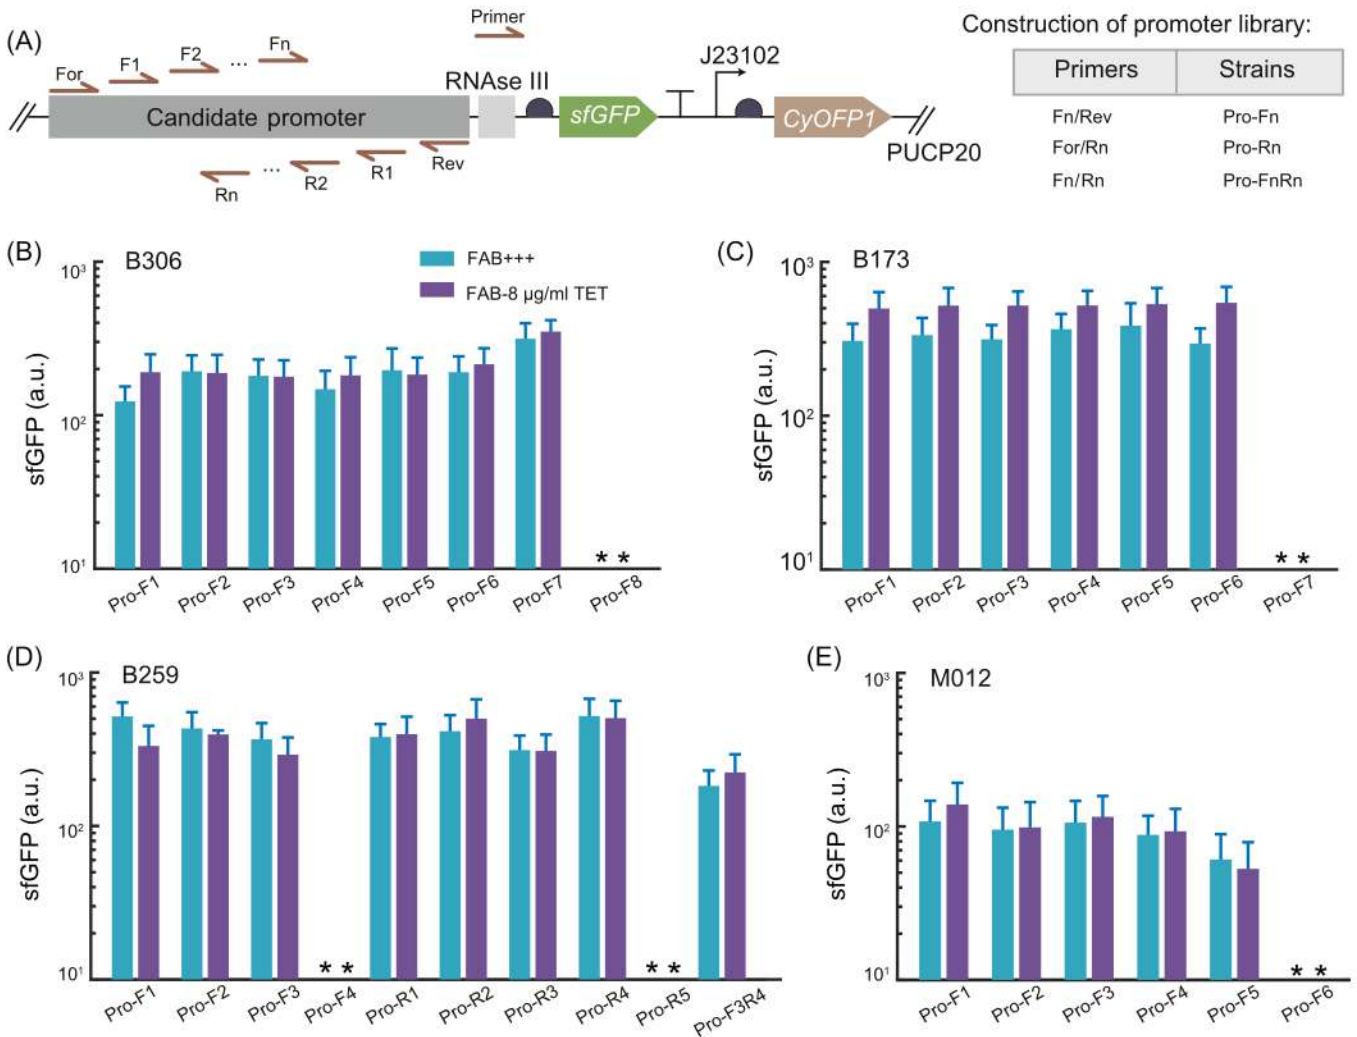 (A)
Primer
For
F1
F2
...
Fn
RNAse III
J23102
Candidate promoter
sfGFP
CyOFP1
PUCP20
Rn
...
R2
R1
Rev
Construction of promoter library:
Primers Strains
Fn/Rev Pro-Fn
For/Rn Pro-Rn
Fn/Rn Pro-FnRn
(B)
B306
FAB+++
FAB-8 μg/ml TET
sfGFP (a.u.)
10³
10²
10¹
* *
Pro-F1 Pro-F2 Pro-F3 Pro-F4 Pro-F5 Pro-F6 Pro-F7 Pro-F8
(C)
B173
sfGFP (a.u.)
10³
10²
10¹
* *
Pro-F1 Pro-F2 Pro-F3 Pro-F4 Pro-F5 Pro-F6 Pro-F7
(D)
B259
sfGFP (a.u.)
10³
10²
10¹
* * * *
Pro-F1 Pro-F2 Pro-F3 Pro-F4 Pro-R1 Pro-R2 Pro-R3 Pro-R4 Pro-R5 Pro-F3R4
(E)
M012
sfGFP (a.u.)
10³
10²
10¹
* *
Pro-F1 Pro-F2 Pro-F3 Pro-F4 Pro-F5 Pro-F6